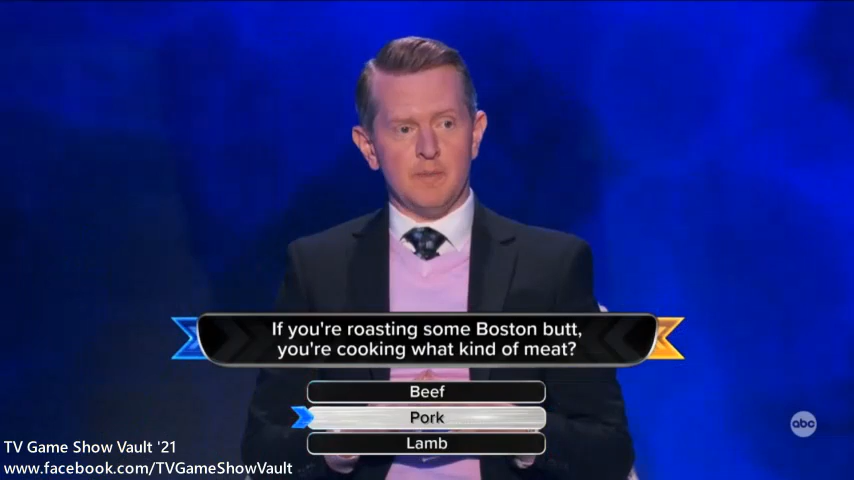 If you're roasting some Boston butt,
you're cooking what kind of meat?
Beef
Pork
Lamb
abc
TV Game Show Vault '21
www.facebook.com/TVGameShowVault